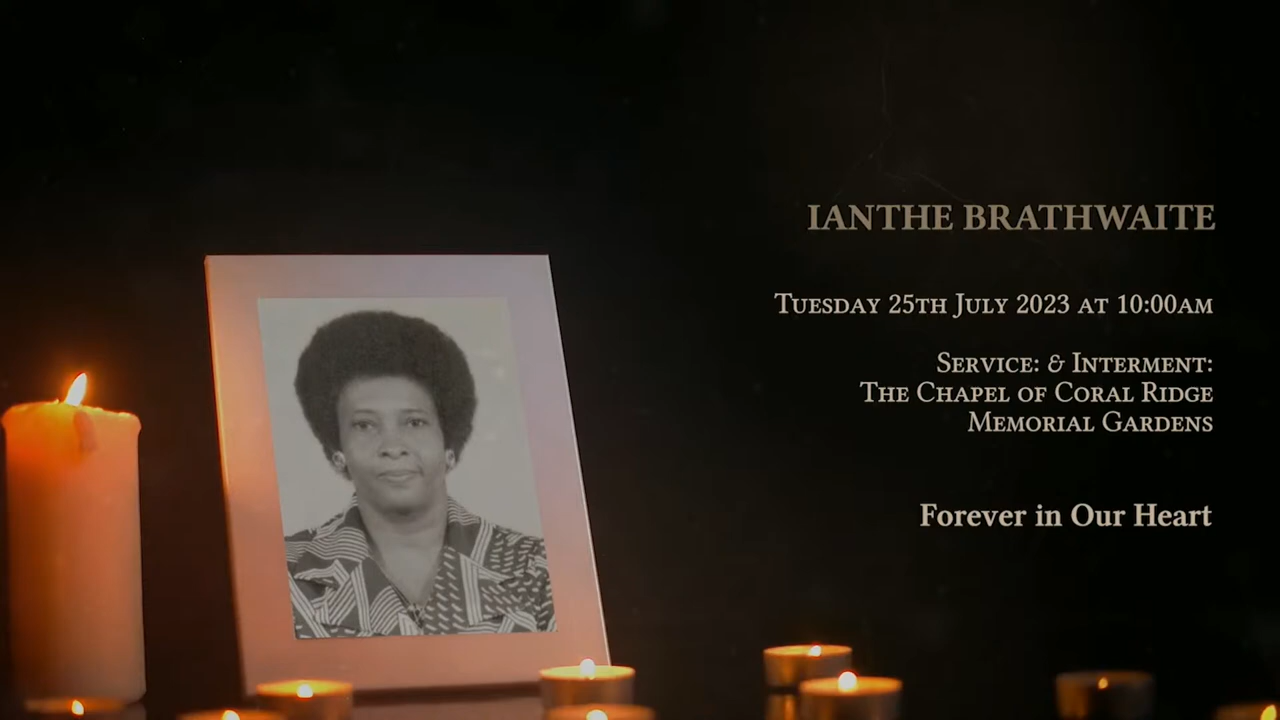 IANTHE BRATHWAITE
Tuesday 25th July 2023 at 10:00am
Service: & Interment:
The Chapel of Coral Ridge
Memorial Gardens
Forever in Our Heart